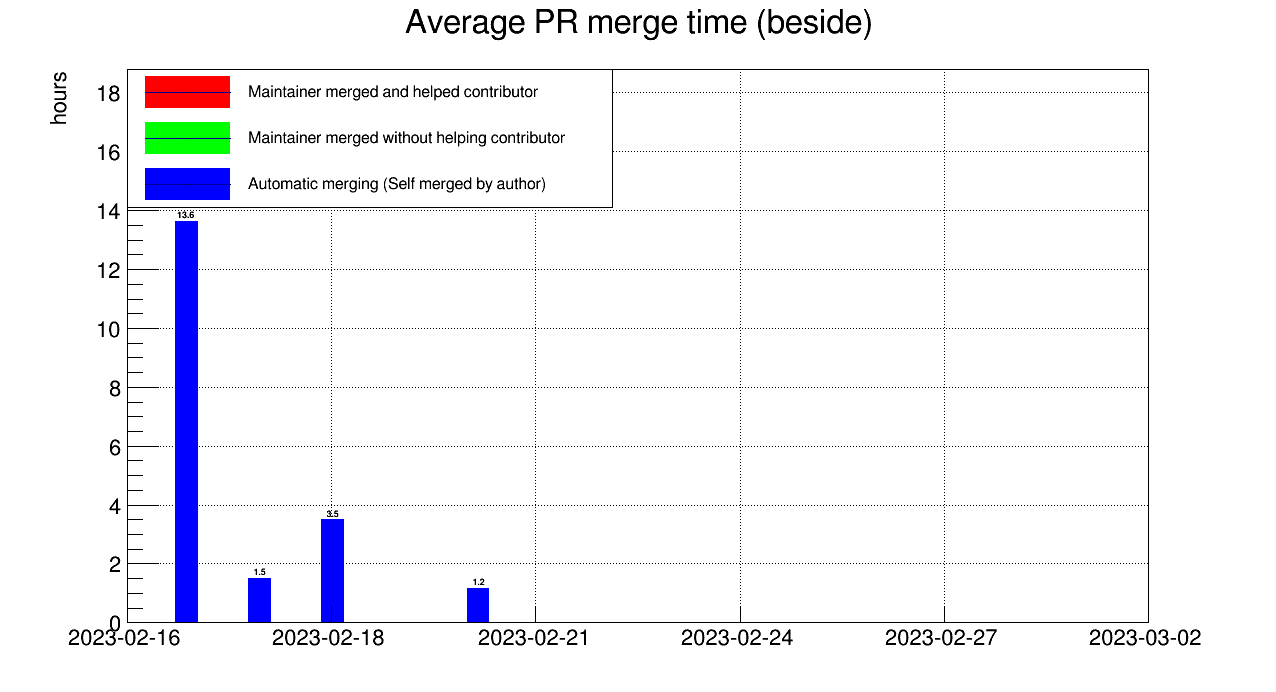 Average PR merge time (beside)
hours
18
16
14
12
10
8
6
4
2
0
Maintainer merged and helped contributor
Maintainer merged without helping contributor
Automatic merging (Self merged by author)
13.6
1.5
3.5
1.2
2023-02-16 2023-02-18 2023-02-21 2023-02-24 2023-02-27 2023-03-02